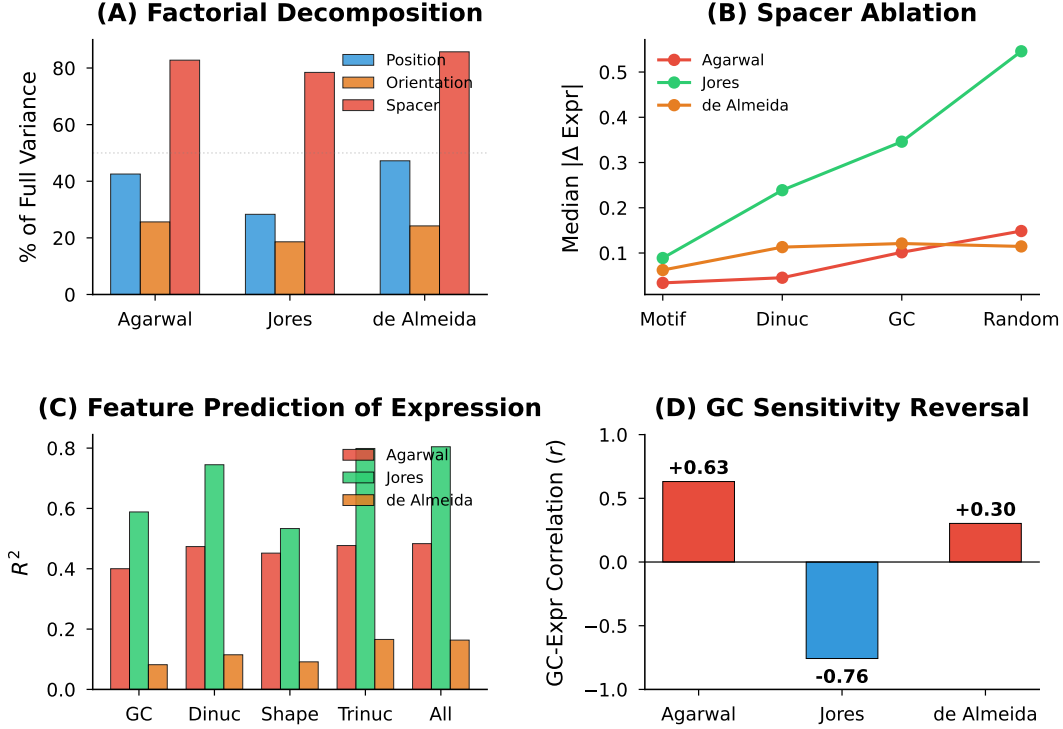 (A) Factorial Decomposition
% of Full Variance
80
60
40
20
0
Position
Orientation
Spacer
Agarwal
Jores
de Almeida
(B) Spacer Ablation
Median |Δ Expr|
0.5
0.4
0.3
0.2
0.1
Agarwal
Jores
de Almeida
Motif
Dinuc
GC
Random
(C) Feature Prediction of Expression
R²
0.8
0.6
0.4
0.2
0.0
Agarwal
Jores
de Almeida
GC
Dinuc
Shape
Trinuc
All
(D) GC Sensitivity Reversal
GC-Expr Correlation (r)
1.0
0.5
0.0
−0.5
−1.0
+0.63
-0.76
+0.30
Agarwal
Jores
de Almeida